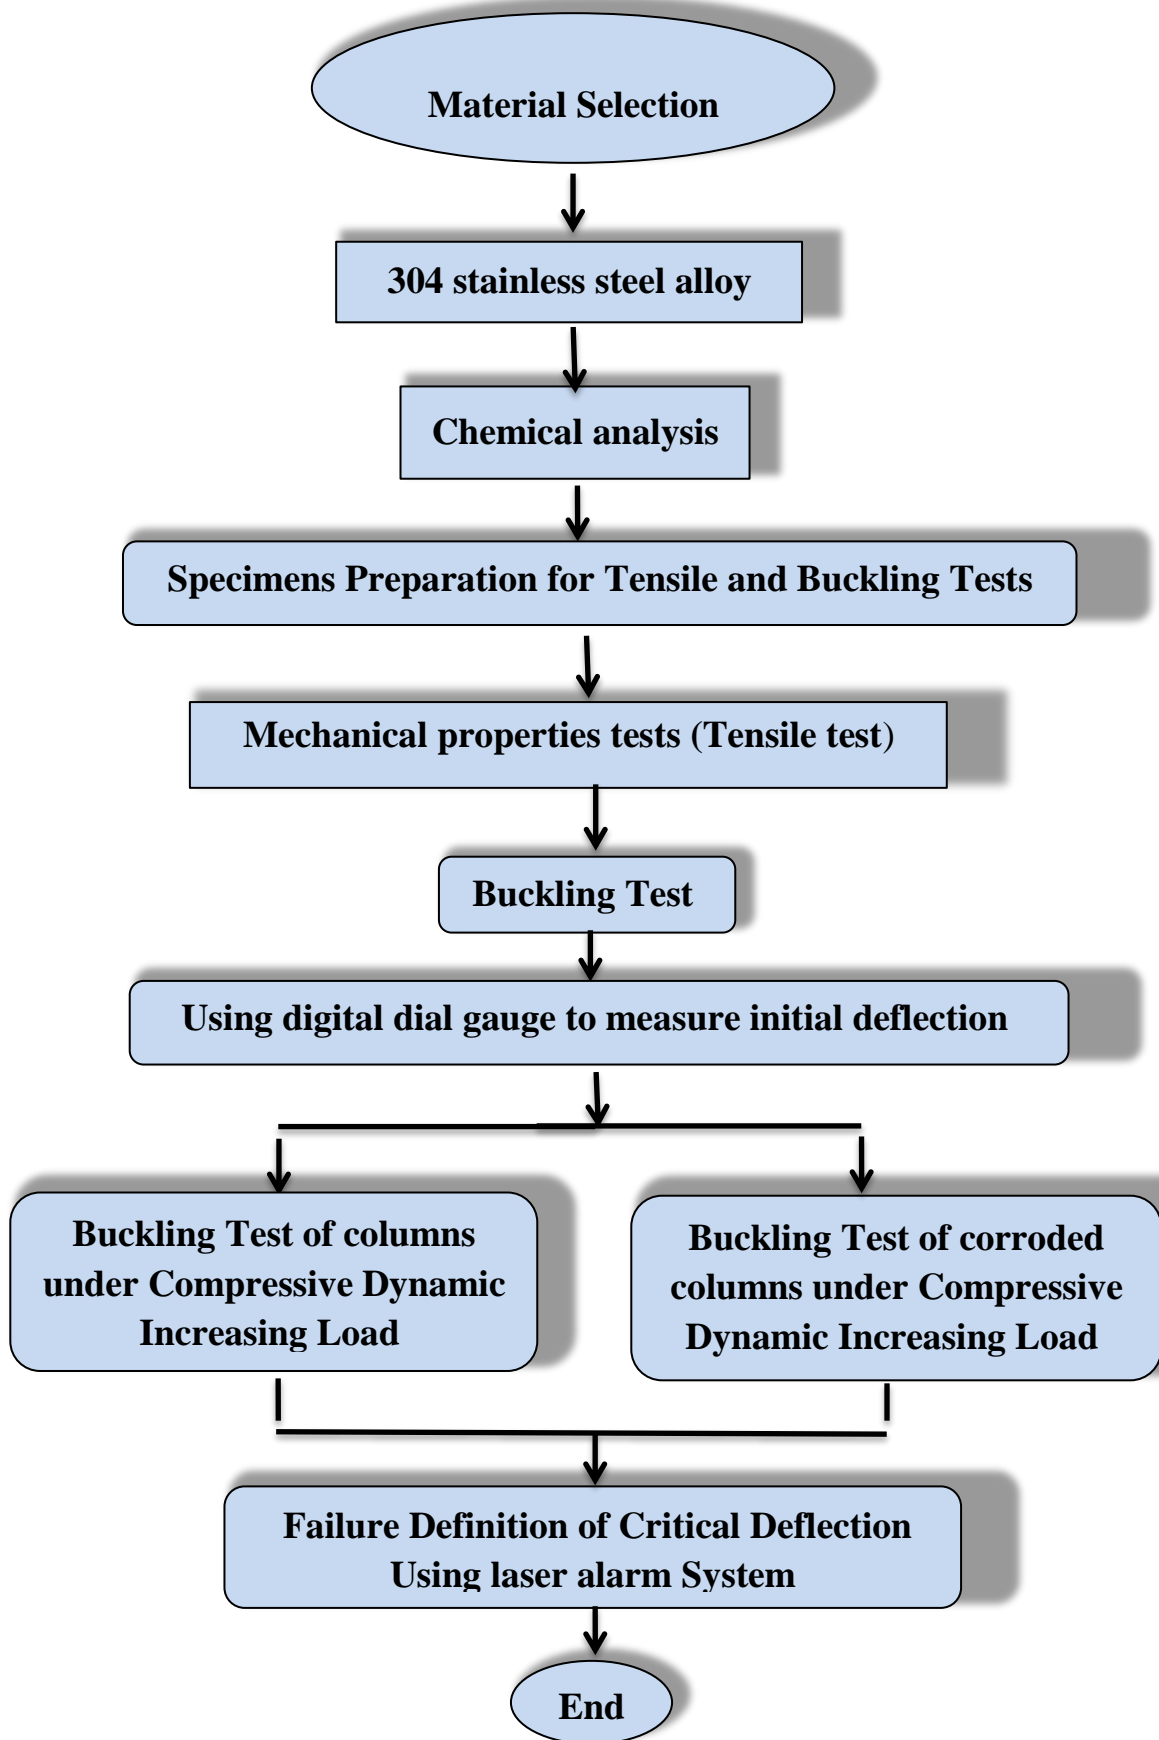 Material Selection
304 stainless steel alloy
Chemical analysis
Specimens Preparation for Tensile and Buckling Tests
Mechanical properties tests (Tensile test)
Buckling Test
Using digital dial gauge to measure initial deflection
Buckling Test of columns
under Compressive Dynamic
Increasing Load
Buckling Test of corroded
columns under Compressive
Dynamic Increasing Load
Failure Definition of Critical Deflection
Using laser alarm System
End